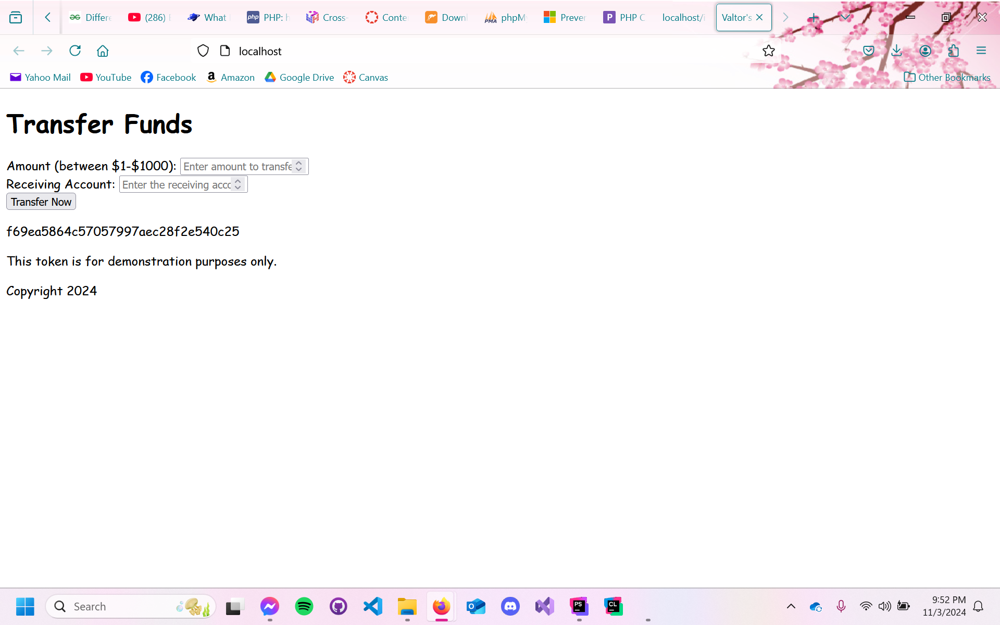 Differe
(286)
What
PHP: h
Cross-
Conte
Downl
phpMy
Prever
PHP C
localhost/i
Valtor's
localhost
Yahoo Mail
YouTube
Facebook
Amazon
Google Drive
Canvas
Other Bookmarks
Transfer Funds
Amount (between $1-$1000): Enter amount to transfe
Receiving Account: Enter the receiving acco
Transfer Now
f69ea5864c57057997aec28f2e540c25
This token is for demonstration purposes only.
Copyright 2024
Search
9:52 PM
11/3/2024